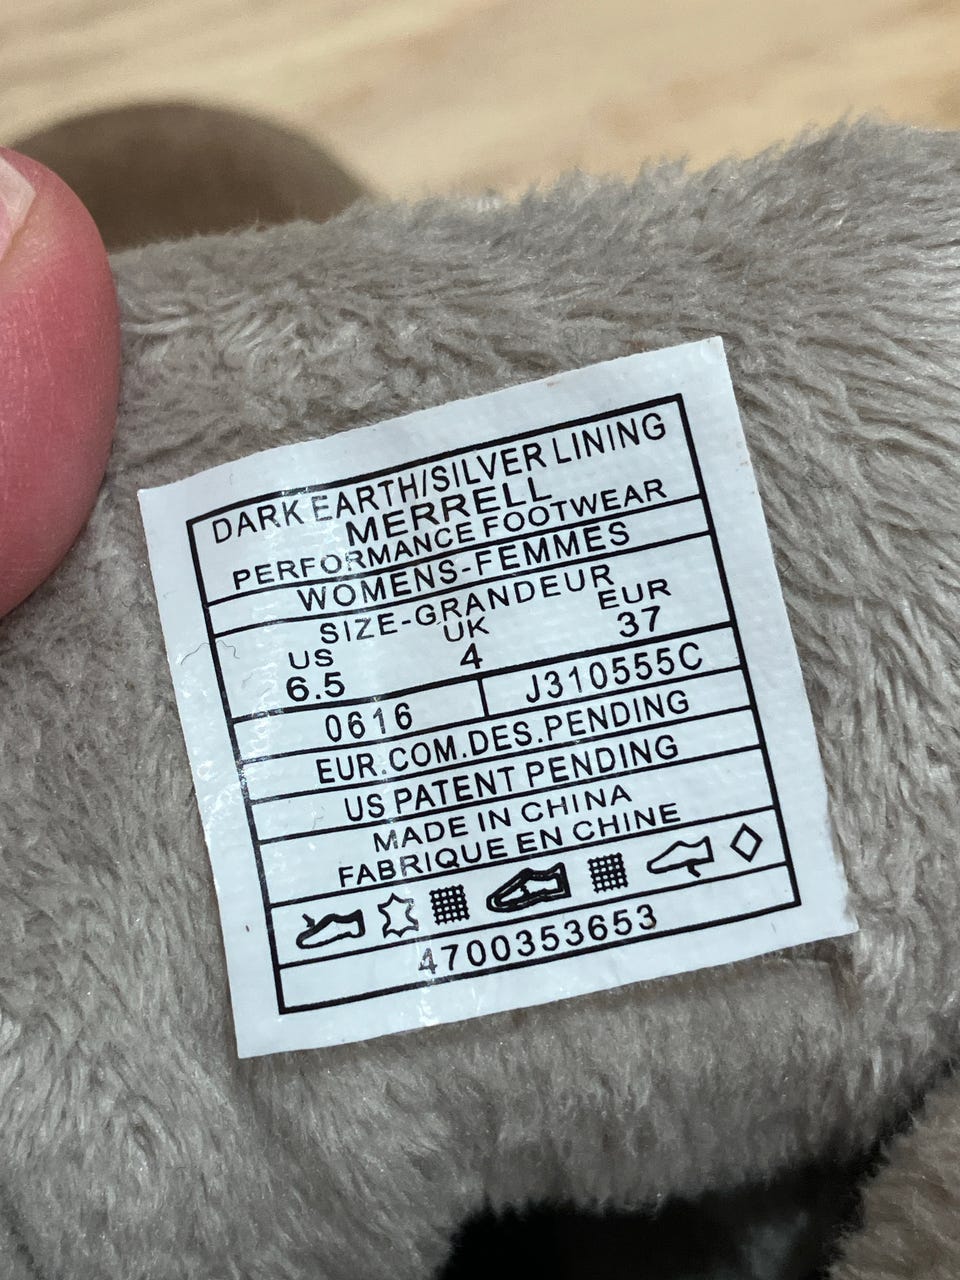 DARK EARTH/SILVER LINING
MERRELL
PERFORMANCE FOOTWEAR
WOMENS-FEMMES
SIZE-GRANDEUR
US UK EUR
6.5 4 37
0616 J310555C
EUR.COM.DES.PENDING
US PATENT PENDING
MADE IN CHINA
FABRIQUE EN CHINE
4700353653